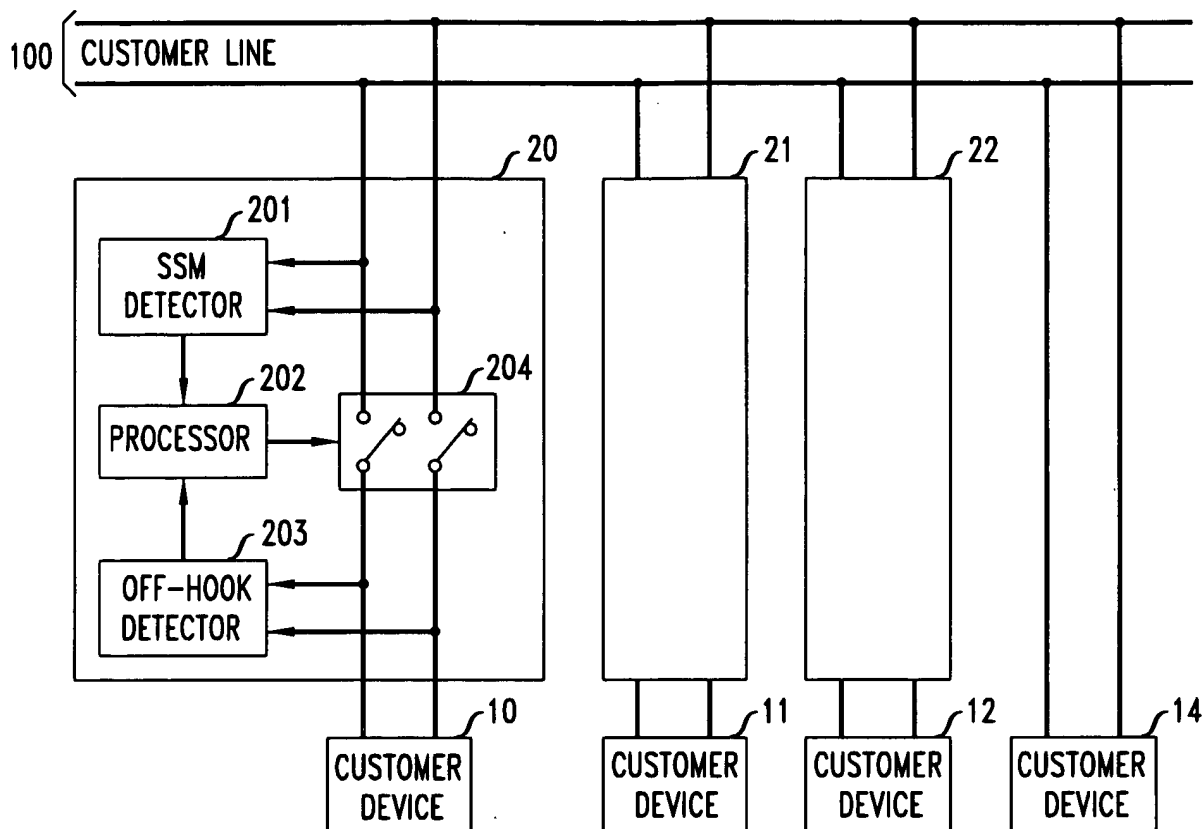 100 CUSTOMER LINE
20
21
22
201
SSM
DETECTOR
202
204
PROCESSOR
203
OFF-HOOK
DETECTOR
10
11
12
14
CUSTOMER
DEVICE
CUSTOMER
DEVICE
CUSTOMER
DEVICE
CUSTOMER
DEVICE